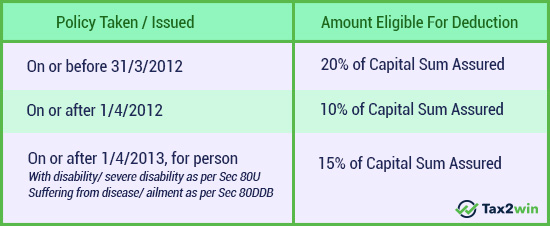 Policy Taken / Issued
Amount Eligible For Deduction
On or before 31/3/2012
20% of Capital Sum Assured
On or after 1/4/2012
10% of Capital Sum Assured
On or after 1/4/2013, for person
With disability/ severe disability as per Sec 80U
Suffering from disease/ ailment as per Sec 80DDB
15% of Capital Sum Assured
Tax2win